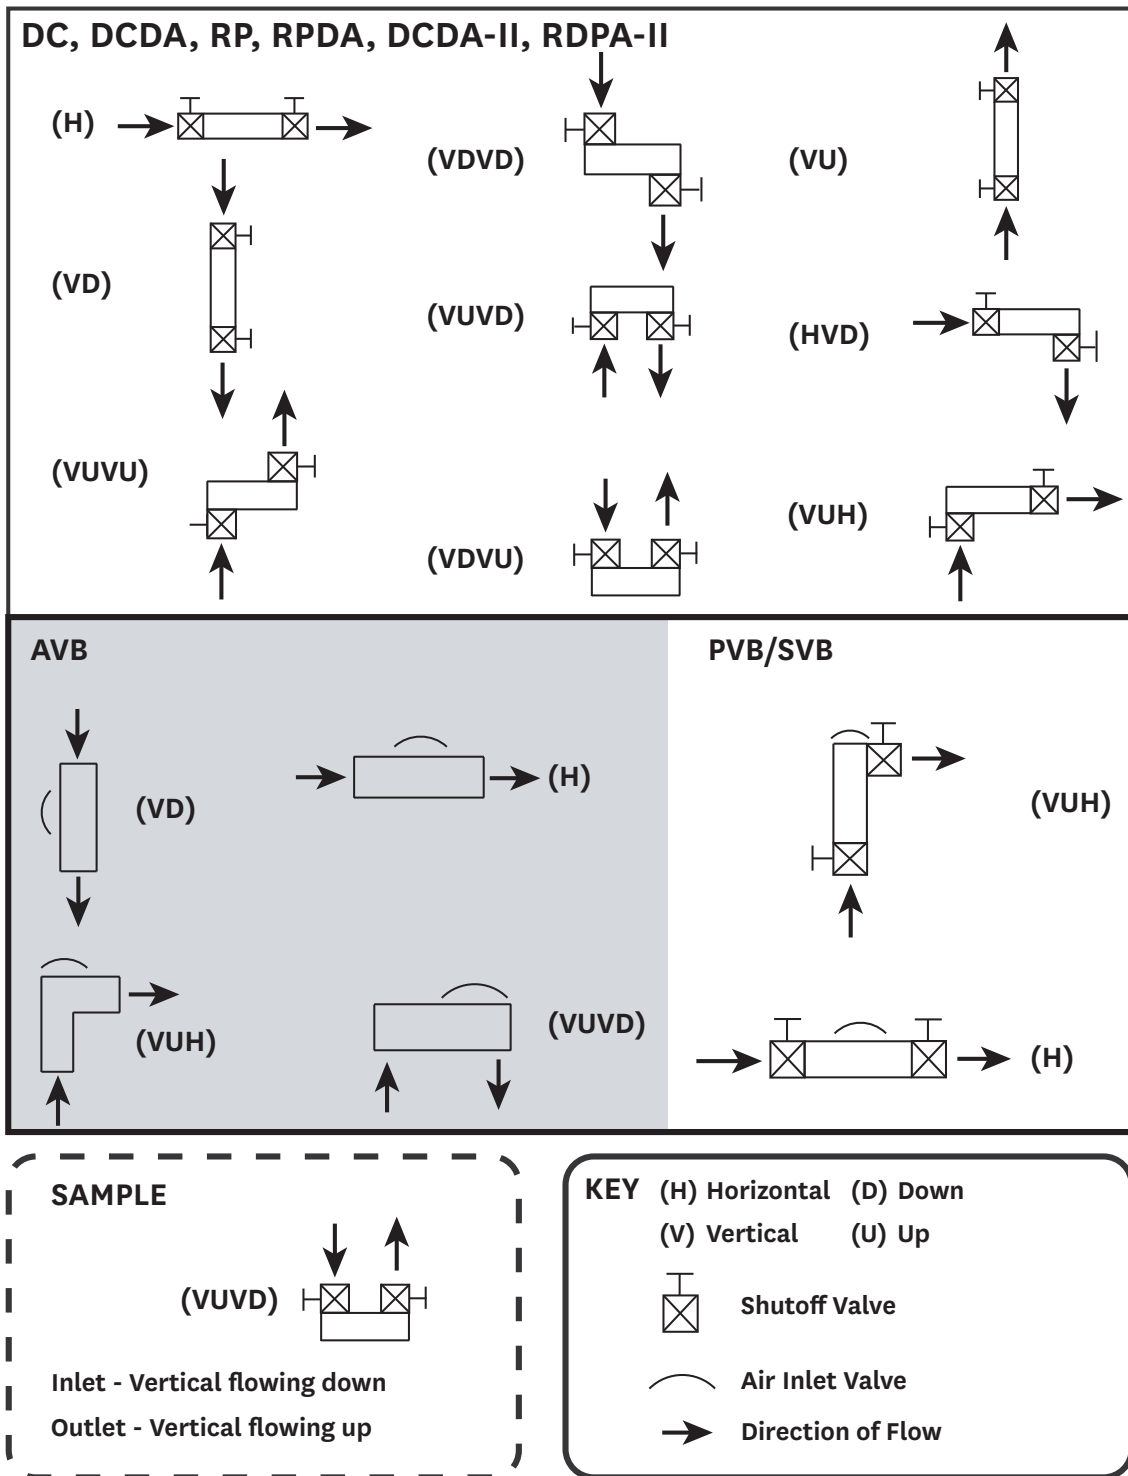 DC, DCDA, RP, RPDA, DCDA-II, RDPA-II
(H)
(VDVD)
(VU)
(VD)
(VUVD)
(HVD)
(VUVU)
(VDVU)
(VUH)
AVB
(VD)
(H)
(VUH)
(VUVD)
PVB/SVB
(VUH)
(H)
SAMPLE
(VUVD)
Inlet - Vertical flowing down
Outlet - Vertical flowing up
KEY (H) Horizontal (D) Down
(V) Vertical (U) Up
Shutoff Valve
Air Inlet Valve
Direction of Flow